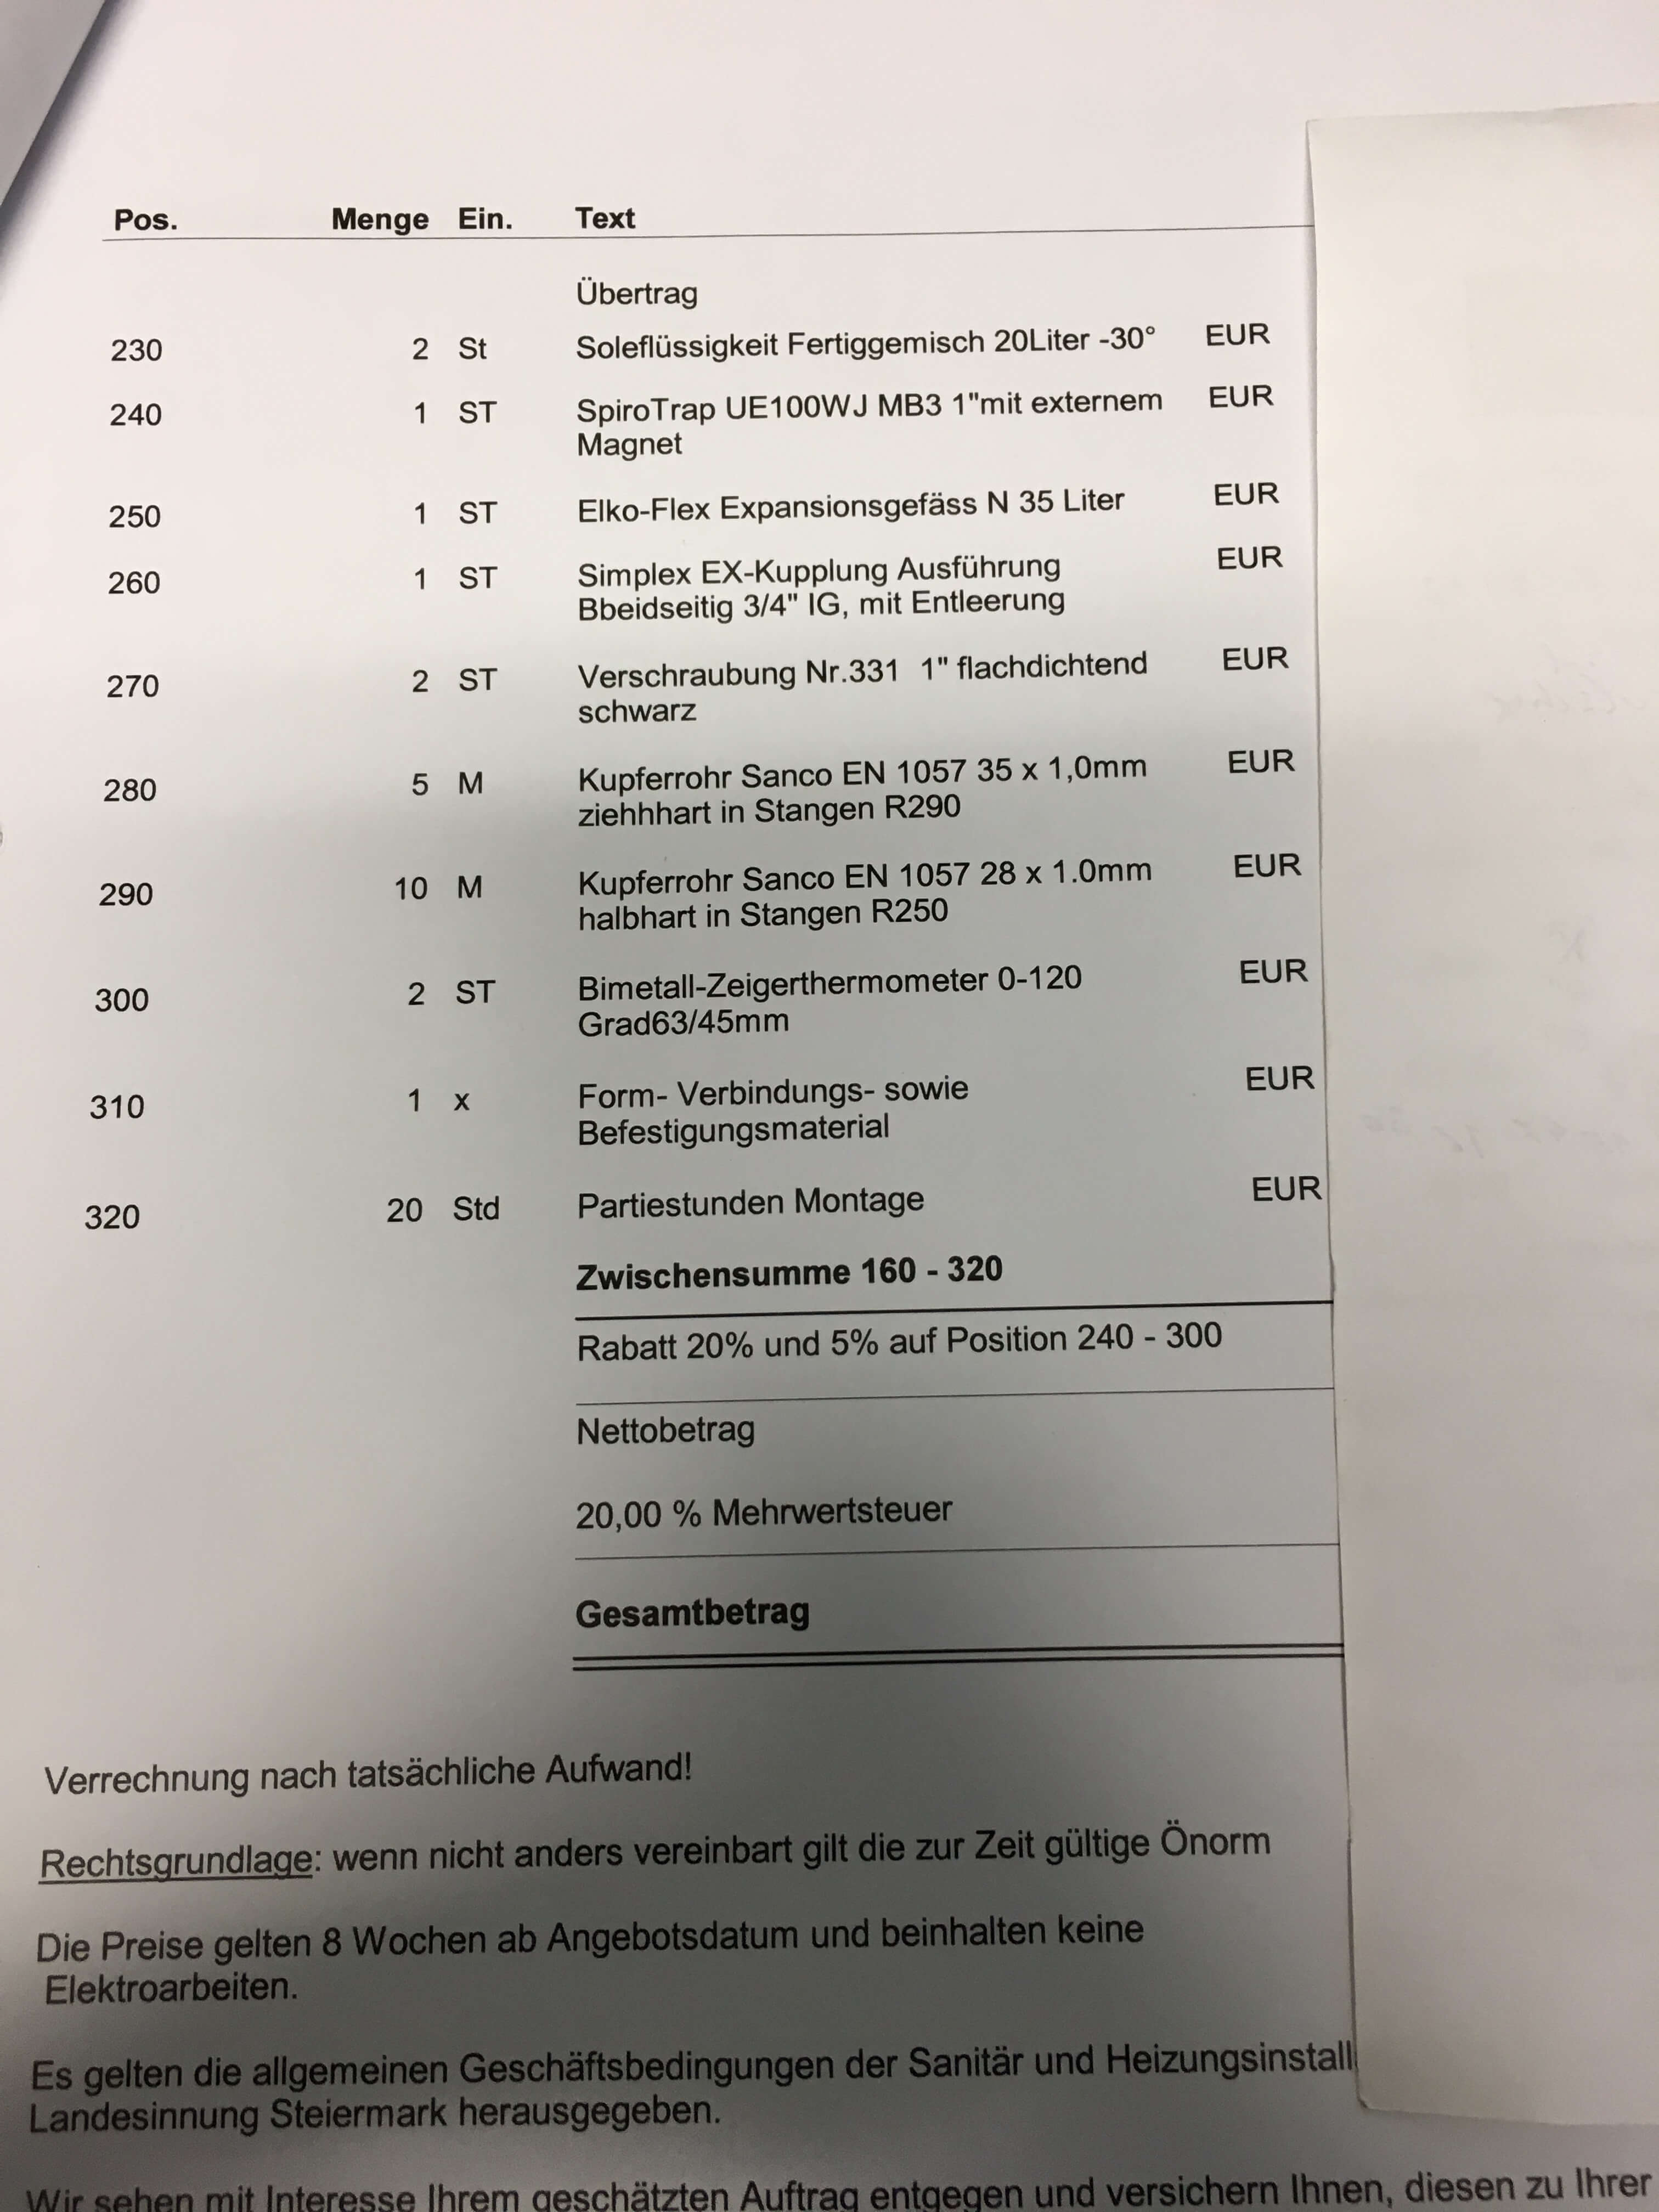 Pos. Menge Ein. Text
Übertrag
230 2 St Soleflüssigkeit Fertiggemisch 20Liter -30° EUR
240 1 ST SpiroTrap UE100WJ MB3 1"mit externem EUR
Magnet
250 1 ST Elko-Flex Expansionsgefäss N 35 Liter EUR
260 1 ST Simplex EX-Kupplung Ausführung EUR
Bbeidseitig 3/4" IG, mit Entleerung
270 2 ST Verschraubung Nr.331 1" flachdichtend EUR
schwarz
280 5 M Kupferrohr Sanco EN 1057 35 x 1,0mm EUR
ziehhhart in Stangen R290
290 10 M Kupferrohr Sanco EN 1057 28 x 1.0mm EUR
halbhart in Stangen R250
300 2 ST Bimetall-Zeigerthermometer 0-120 EUR
Grad63/45mm
310 1 x Form- Verbindungs- sowie EUR
Befestigungsmaterial
320 20 Std Partiestunden Montage EUR
Zwischensumme 160 - 320
Rabatt 20% und 5% auf Position 240 - 300
Nettobetrag
20,00 % Mehrwertsteuer
Gesamtbetrag
Verrechnung nach tatsächliche Aufwand!
Rechtsgrundlage: wenn nicht anders vereinbart gilt die zur Zeit gültige Önorm
Die Preise gelten 8 Wochen ab Angebotsdatum und beinhalten keine
Elektroarbeiten.
Es gelten die allgemeinen Geschäftsbedingungen der Sanitär und Heizungsinstall
Landesinnung Steiermark herausgegeben.
Wir sehen mit Interesse Ihrem geschätzten Auftrag entgegen und versichern Ihnen, diesen zu Ihrer